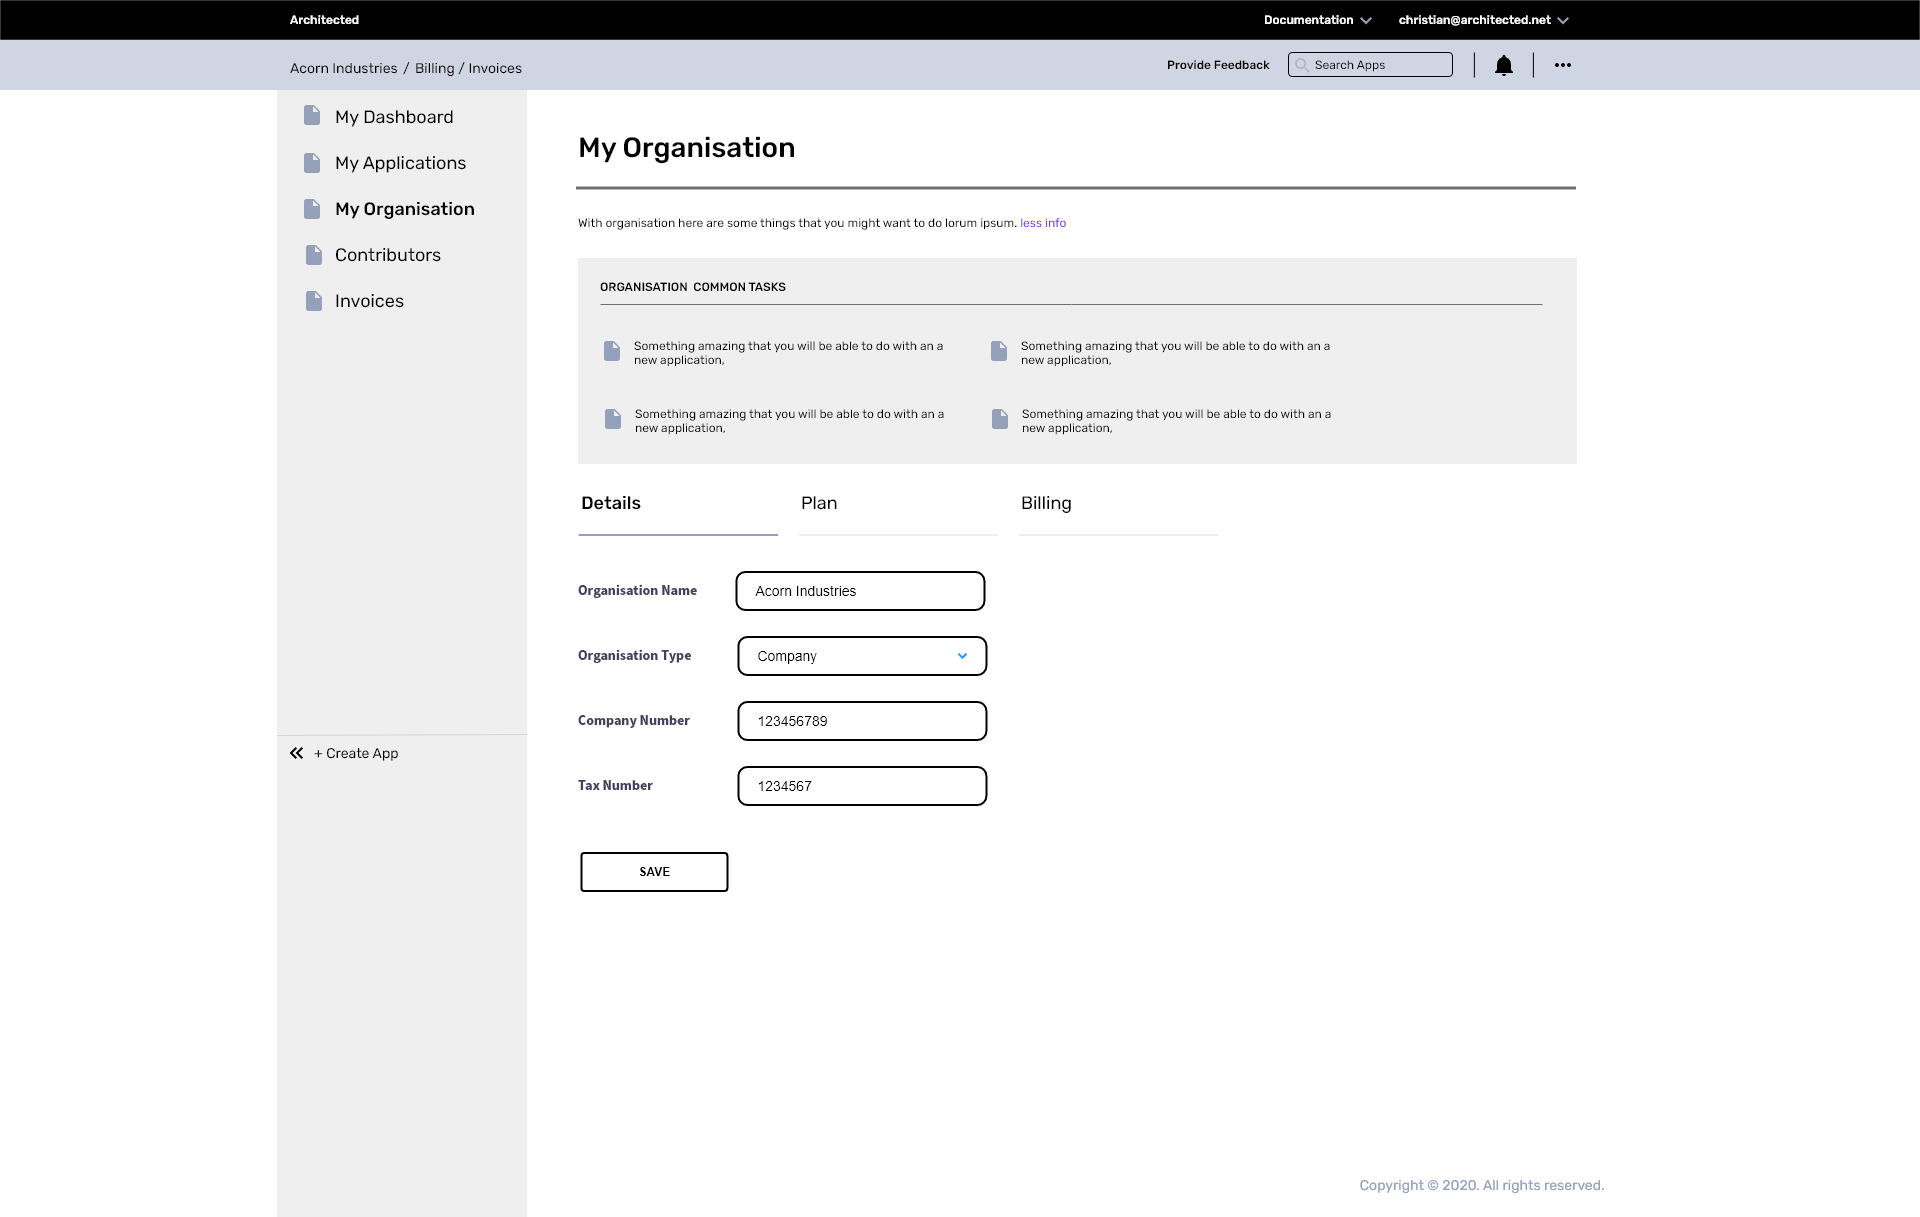 Architected
Documentation
christian@architected.net
Acorn Industries / Billing / Invoices
Provide Feedback
Search Apps
My Dashboard
My Applications
My Organisation
Contributors
Invoices
+ Create App
My Organisation
With organisation here are some things that you might want to do lorum ipsum. less info
ORGANISATION COMMON TASKS
Something amazing that you will be able to do with an a
new application,
Something amazing that you will be able to do with an a
new application,
Something amazing that you will be able to do with an a
new application,
Something amazing that you will be able to do with an a
new application,
Details
Plan
Billing
Organisation Name
Acorn Industries
Organisation Type
Company
Company Number
123456789
Tax Number
1234567
SAVE
Copyright © 2020. All rights reserved.